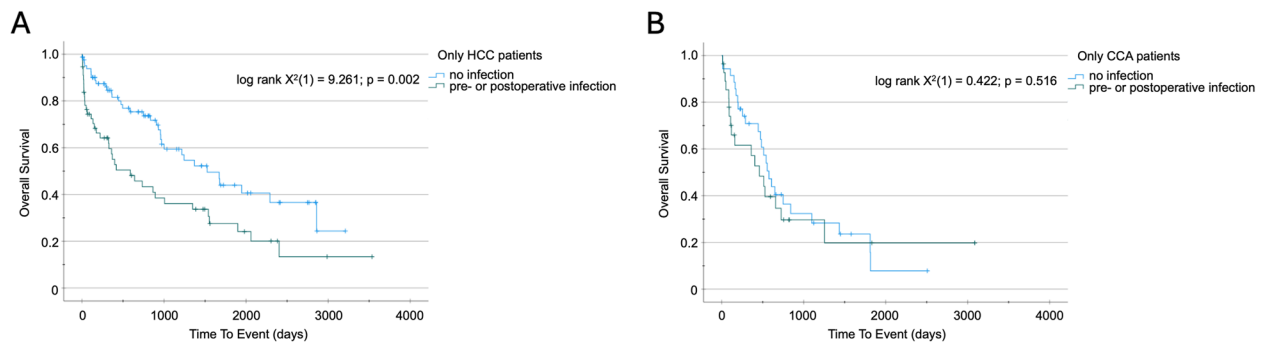 A
Only HCC patients
log rank X²(1) = 9.261; p = 0.002
no infection
pre- or postoperative infection
Overall Survival
1.0
0.8
0.6
0.4
0.2
0
0
1000
2000
3000
4000
Time To Event (days)
B
Only CCA patients
log rank X²(1) = 0.422; p = 0.516
no infection
pre- or postoperative infection
Overall Survival
1.0
0.8
0.6
0.4
0.2
0
0
1000
2000
3000
4000
Time To Event (days)